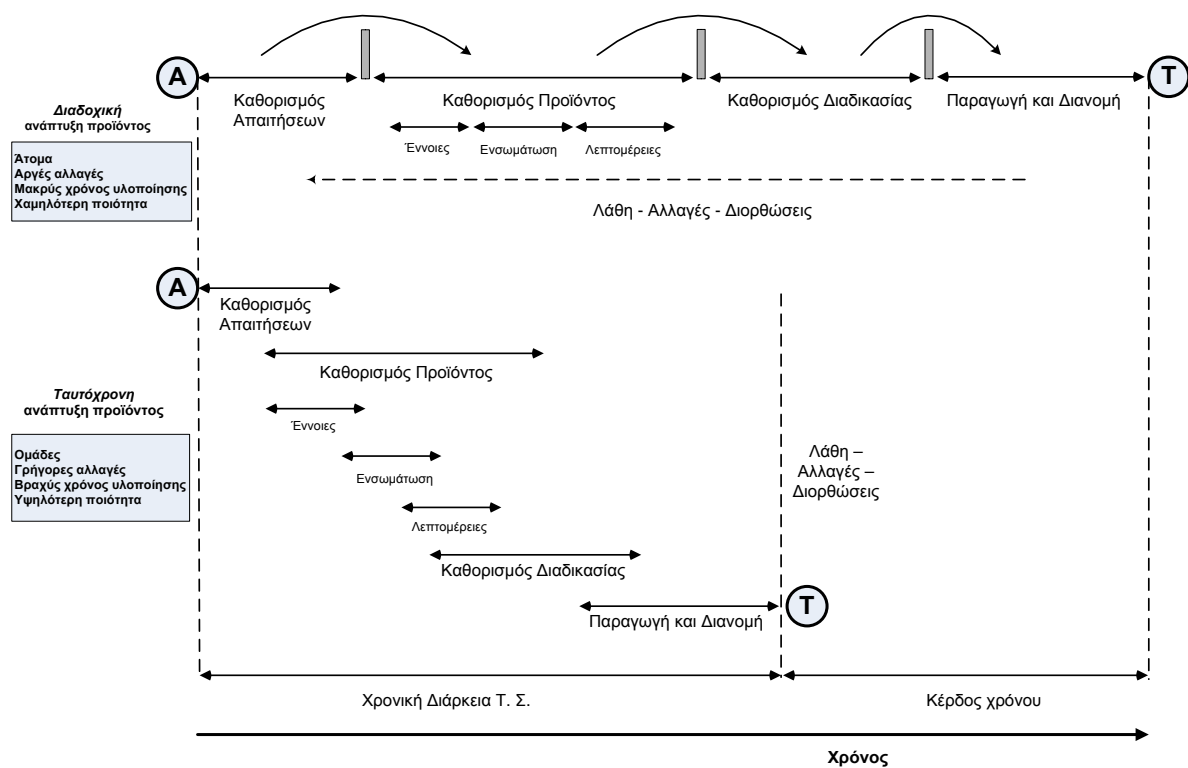 Α
Τ
Καθορισμός
Απαιτήσεων
Καθορισμός Προϊόντος
Καθορισμός Διαδικασίας
Παραγωγή και Διανομή
Διαδοχική
ανάπτυξη προϊόντος
Έννοιες
Ενσωμάτωση
Λεπτομέρειες
Άτομα
Αργές αλλαγές
Μακρύς χρόνος υλοποίησης
Χαμηλότερη ποιότητα
Λάθη - Αλλαγές - Διορθώσεις
Α
Καθορισμός
Απαιτήσεων
Καθορισμός Προϊόντος
Ταυτόχρονη
ανάπτυξη προϊόντος
Έννοιες
Ομάδες
Γρήγορες αλλαγές
Βραχύς χρόνος υλοποίησης
Υψηλότερη ποιότητα
Ενσωμάτωση
Λάθη –
Αλλαγές –
Διορθώσεις
Λεπτομέρειες
Καθορισμός Διαδικασίας
Παραγωγή και Διανομή
Τ
Χρονική Διάρκεια Τ. Σ.
Κέρδος χρόνου
Χρόνος